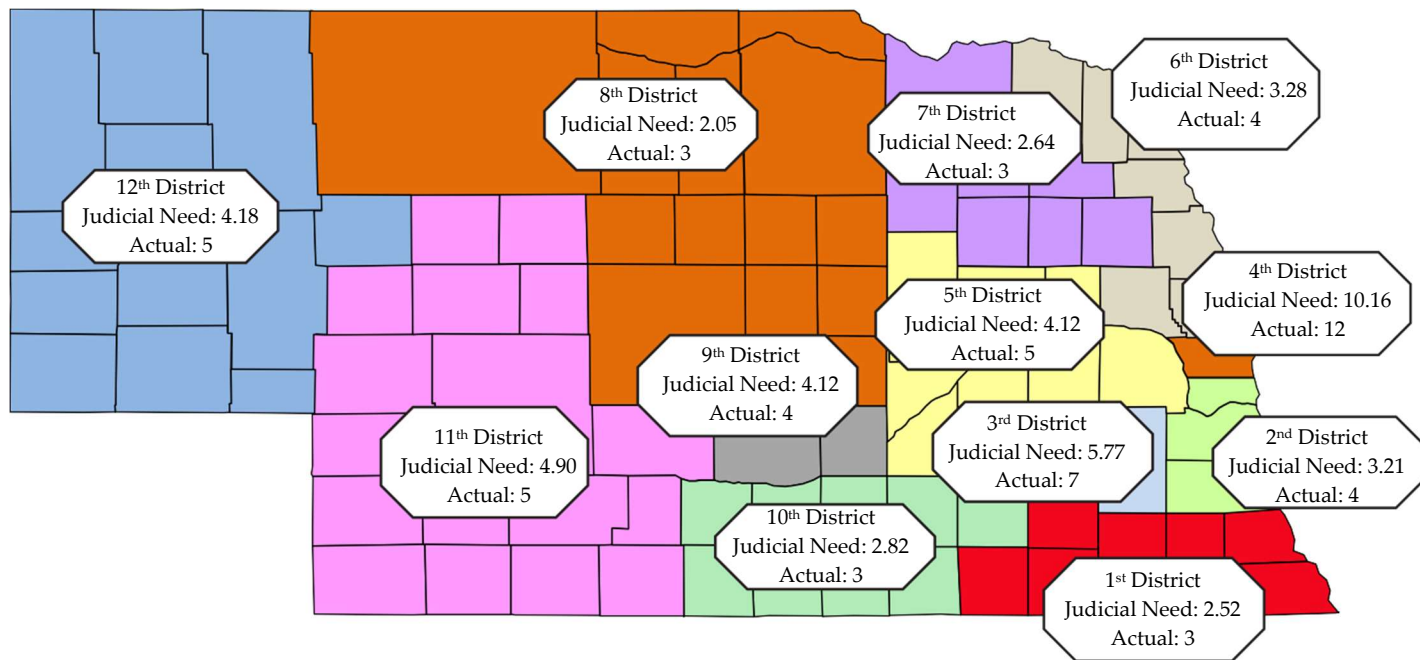 6th District
Judicial Need: 3.28
Actual: 4
8th District
Judicial Need: 2.05
Actual: 3
7th District
Judicial Need: 2.64
Actual: 3
12th District
Judicial Need: 4.18
Actual: 5
4th District
Judicial Need: 10.16
Actual: 12
5th District
Judicial Need: 4.12
Actual: 5
9th District
Judicial Need: 4.12
Actual: 4
11th District
Judicial Need: 4.90
Actual: 5
3rd District
Judicial Need: 5.77
Actual: 7
2nd District
Judicial Need: 3.21
Actual: 4
10th District
Judicial Need: 2.82
Actual: 3
1st District
Judicial Need: 2.52
Actual: 3